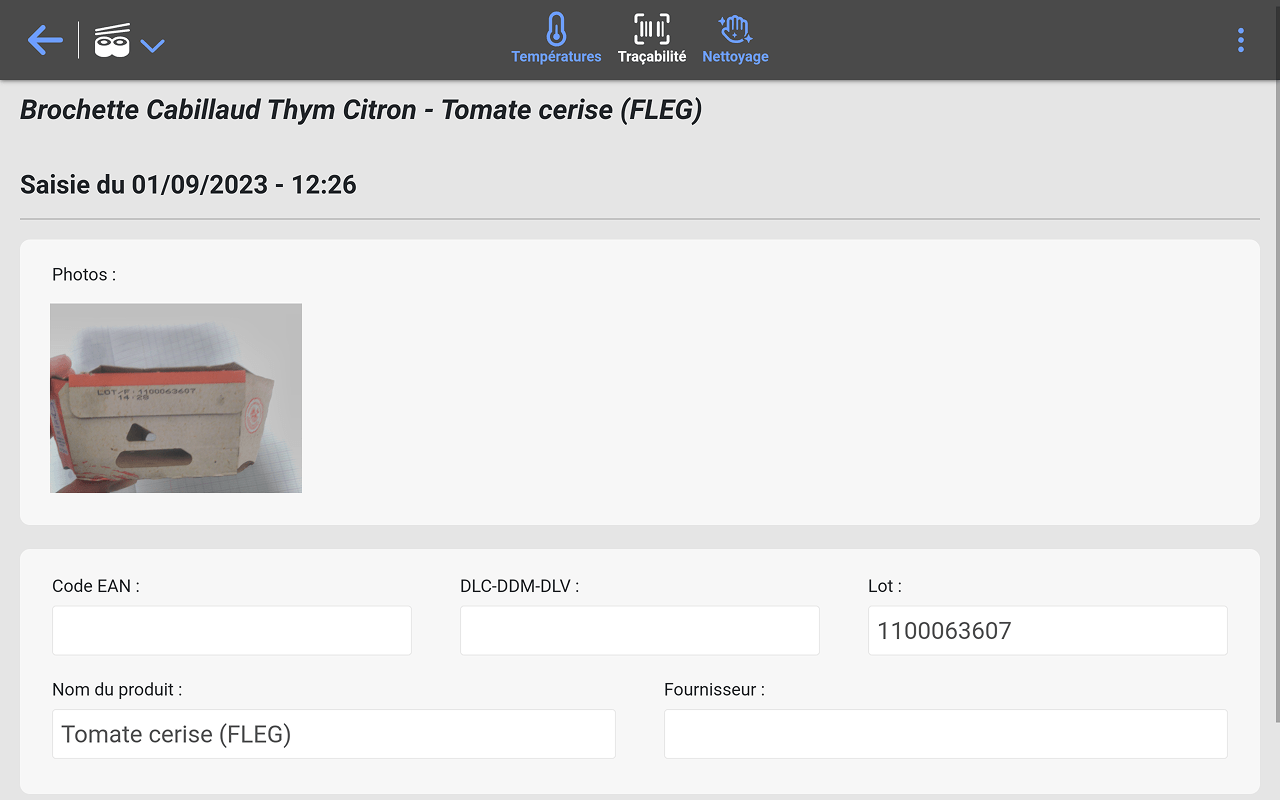 Températures
Traçabilité
Nettoyage
Brochette Cabillaud Thym Citron - Tomate cerise (FLEG)
Saisie du 01/09/2023 - 12:26
Photos :
LOT/F: 1100063607
14:28
Code EAN :
DLC-DDM-DLV :
Lot :
1100063607
Nom du produit :
Fournisseur :
Tomate cerise (FLEG)